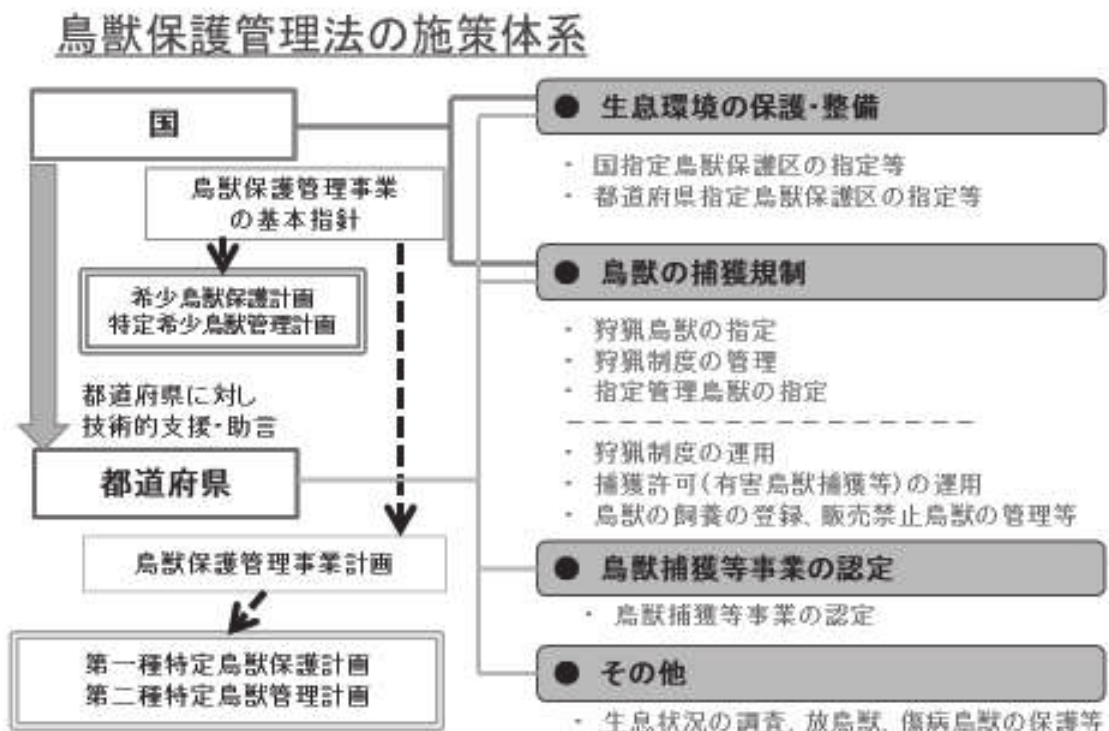 鳥獣保護管理法の施策体系
国
鳥獣保護管理事業
の基本指針
希少鳥獣保護計画
特定希少鳥獣管理計画
都道府県に対し
技術的支援・助言
都道府県
鳥獣保護管理事業計画
第一種特定鳥獣保護計画
第二種特定鳥獣管理計画
● 生息環境の保護・整備
・ 国指定鳥獣保護区の指定等
・ 都道府県指定鳥獣保護区の指定等
● 鳥獣の捕獲規制
・ 狩猟鳥獣の指定
・ 狩猟制度の管理
・ 指定管理鳥獣の指定
・ 狩猟制度の運用
・ 捕獲許可(有害鳥獣捕獲等)の運用
・ 鳥獣の飼養の登録、販売禁止鳥獣の管理等
● 鳥獣捕獲等事業の認定
・ 鳥獣捕獲等事業の認定
● その他
・ 生息状況の調査、放鳥獣、傷病鳥獣の保護等